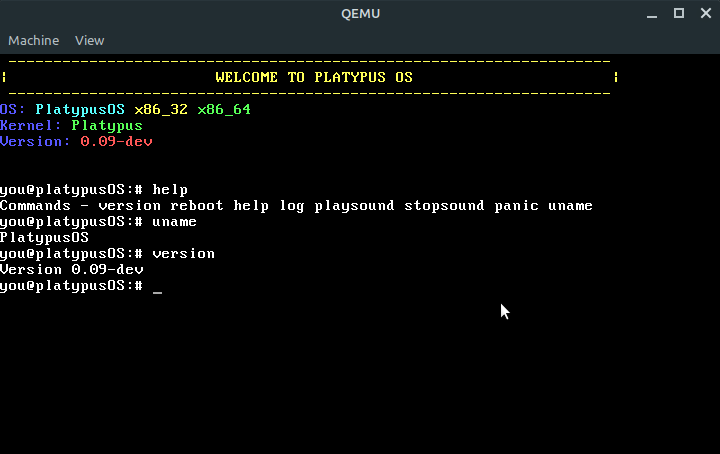 QEMU
Machine View
------------------------------------------------------------------
¦ WELCOME TO PLATYPUS OS ¦
------------------------------------------------------------------
OS: PlatypusOS x86_32 x86_64
Kernel: Platypus
Version: 0.09-dev
you@platypusOS:# help
Commands - version reboot help log playsound stopsound panic uname
you@platypusOS:# uname
PlatypusOS
you@platypusOS:# version
Version 0.09-dev
you@platypusOS:# _